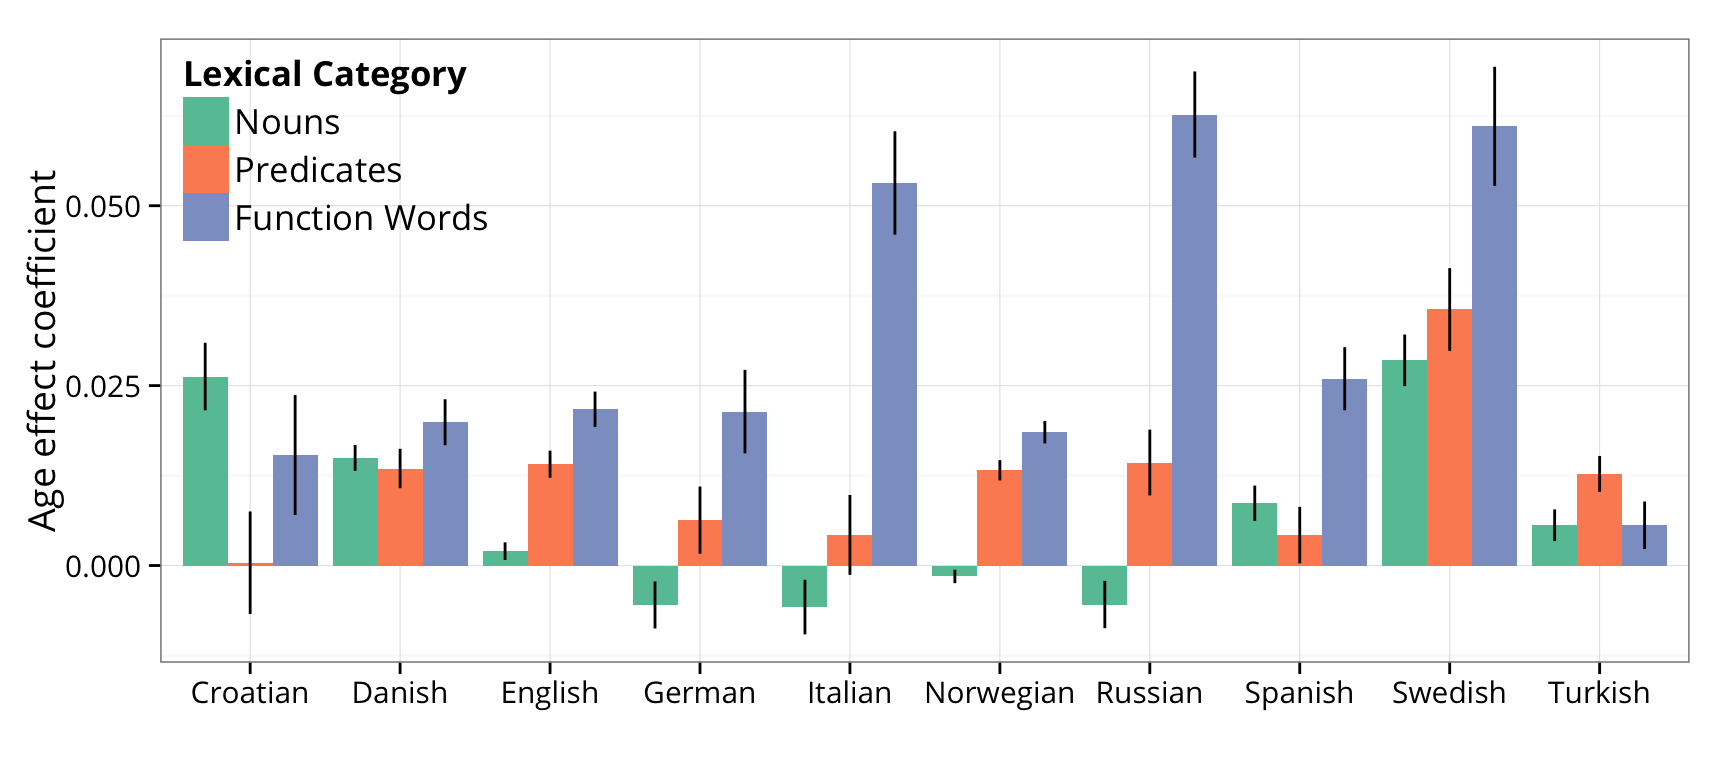 Lexical Category
Nouns
Predicates
Function Words
Age effect coefficient
0.050
0.025
0.000
Croatian Danish English German Italian Norwegian Russian Spanish Swedish Turkish